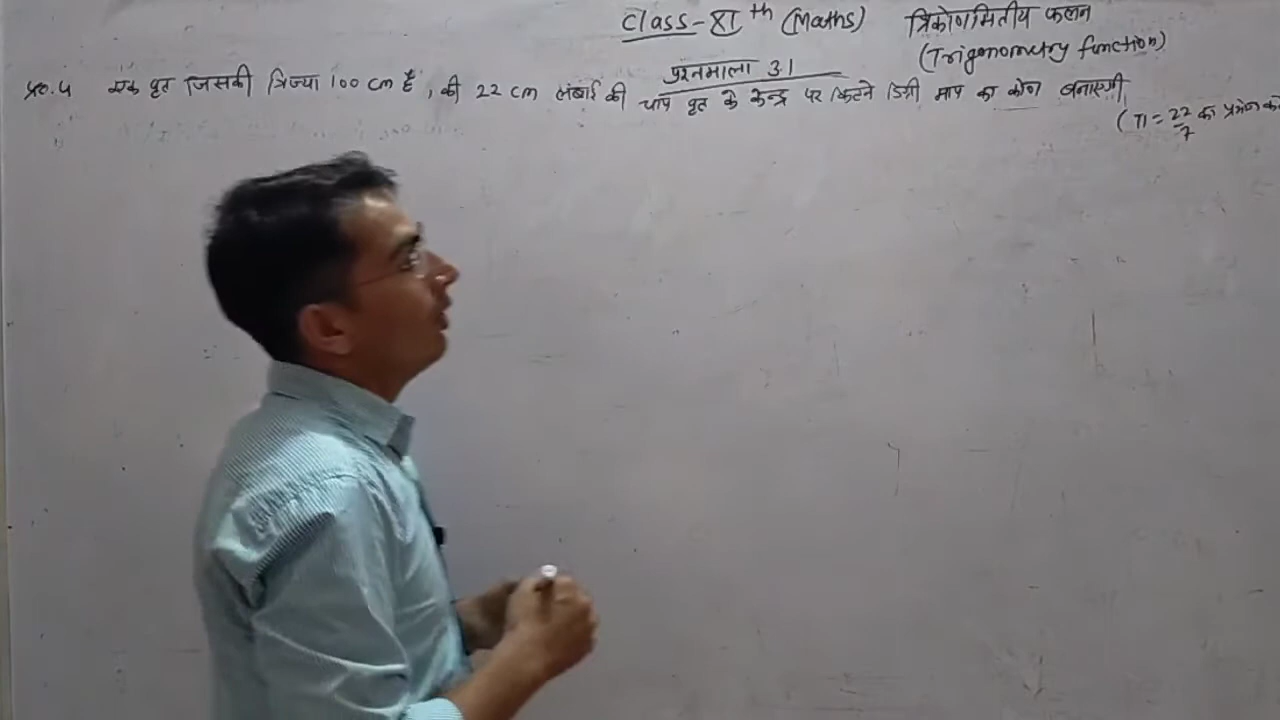 Class-XI th (Maths) त्रिकोणमितीय फलन
(Trigonometry function)
प्रश्नमाला 3.1
प्र०.4 एक वृत जिसकी त्रिज्या 100 cm है, की 22 cm लंबाई की चाप वृत के केन्द्र पर कितने डिग्री माप का कोण बनाएगी
(π = 22/7 का प्रयोग